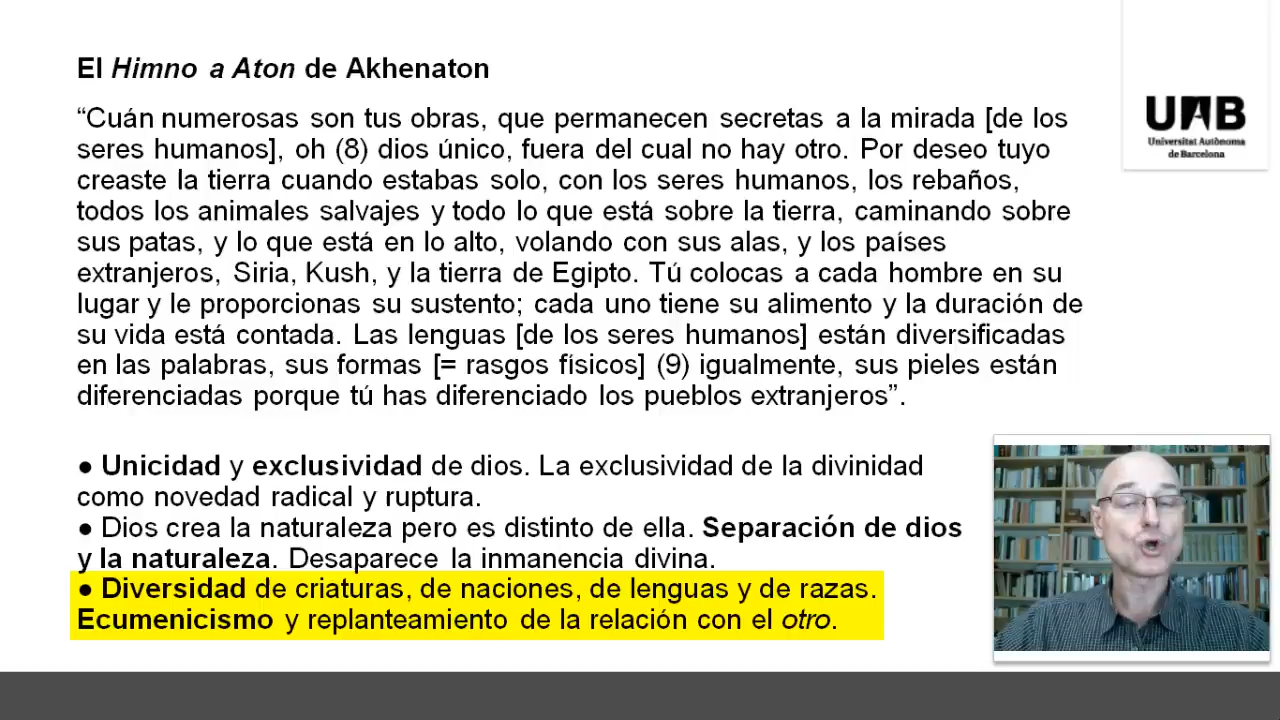 El Himno a Aton de Akhenaton
“Cuán numerosas son tus obras, que permanecen secretas a la mirada [de los
seres humanos], oh (8) dios único, fuera del cual no hay otro. Por deseo tuyo
creaste la tierra cuando estabas solo, con los seres humanos, los rebaños,
todos los animales salvajes y todo lo que está sobre la tierra, caminando sobre
sus patas, y lo que está en lo alto, volando con sus alas, y los países
extranjeros, Siria, Kush, y la tierra de Egipto. Tú colocas a cada hombre en su
lugar y le proporcionas su sustento; cada uno tiene su alimento y la duración de
su vida está contada. Las lenguas [de los seres humanos] están diversificadas
en las palabras, sus formas [= rasgos físicos] (9) igualmente, sus pieles están
diferenciadas porque tú has diferenciado los pueblos extranjeros”.
● Unicidad y exclusividad de dios. La exclusividad de la divinidad
como novedad radical y ruptura.
● Dios crea la naturaleza pero es distinto de ella. Separación de dios
y la naturaleza. Desaparece la inmanencia divina.
● Diversidad de criaturas, de naciones, de lenguas y de razas.
Ecumenicismo y replanteamiento de la relación con el otro.
UAB
Universitat Autònoma
de Barcelona